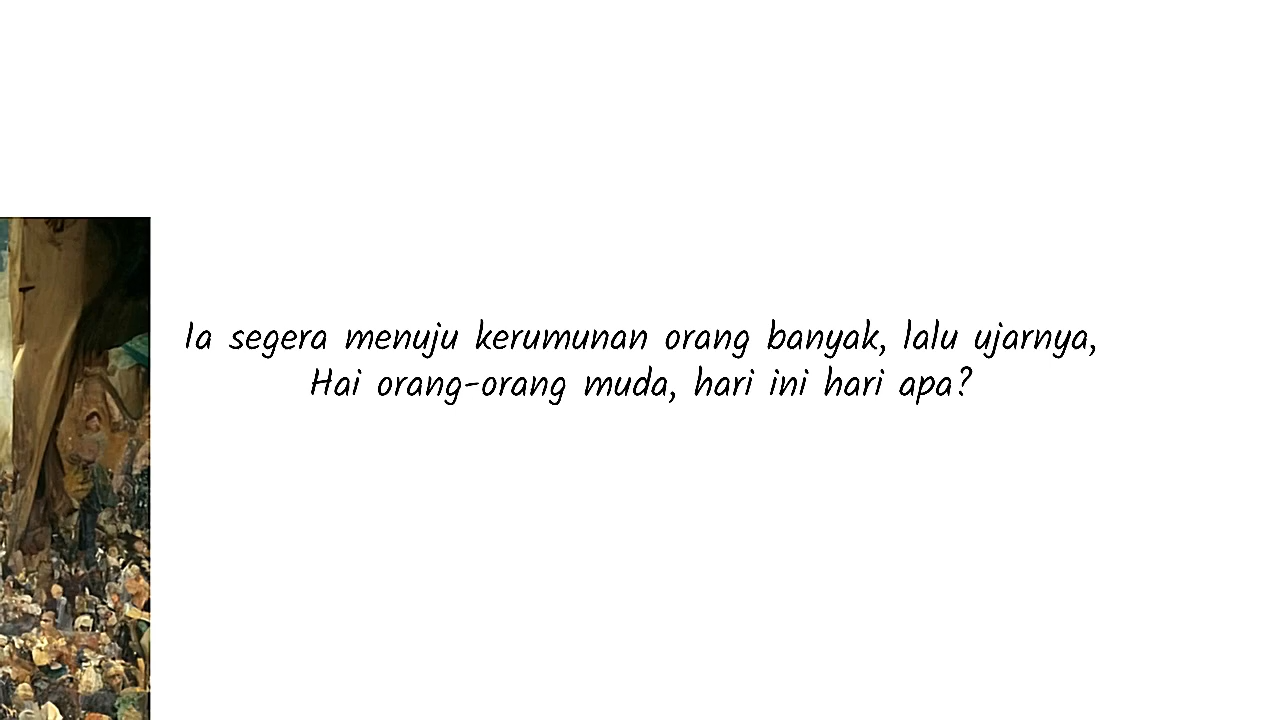 Ia segera menuju kerumunan orang banyak, lalu ujarnya,
Hai orang-orang muda, hari ini hari apa?